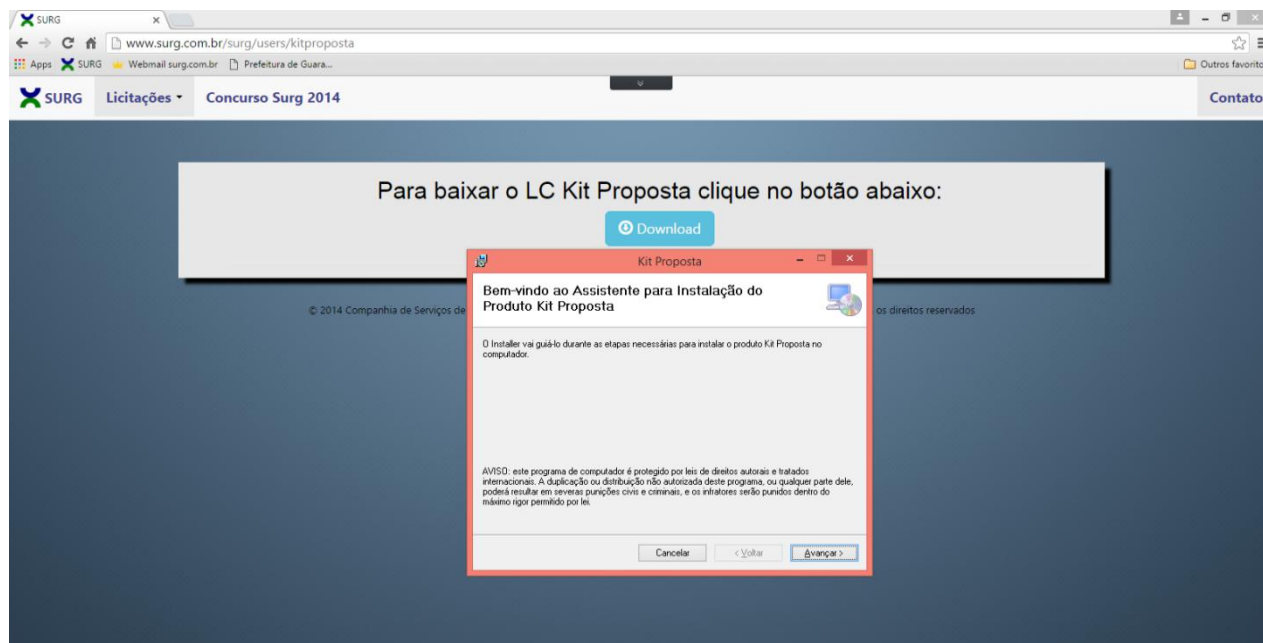 SURG
www.surg.com.br/surg/users/kitproposta
Apps SURG Webmail surg.com.br Prefeitura de Guara... Outros favorito
SURG Licitações Concurso Surg 2014 Contato
Para baixar o LC Kit Proposta clique no botão abaixo:
Download
Kit Proposta
Bem-vindo ao Assistente para Instalação do
Produto Kit Proposta
© 2014 Companhia de Serviços de os direitos reservados
O Installer vai guiá-lo durante as etapas necessárias para instalar o produto Kit Proposta no
computador.
AVISO: este programa de computador é protegido por leis de direitos autorais e tratados
internacionais. A duplicação ou distribuição não autorizada deste programa, ou qualquer parte dele,
poderá resultar em severas punições civis e criminais, e os infratores serão punidos dentro do
máximo rigor permitido por lei.
Cancelar < Voltar Avançar >